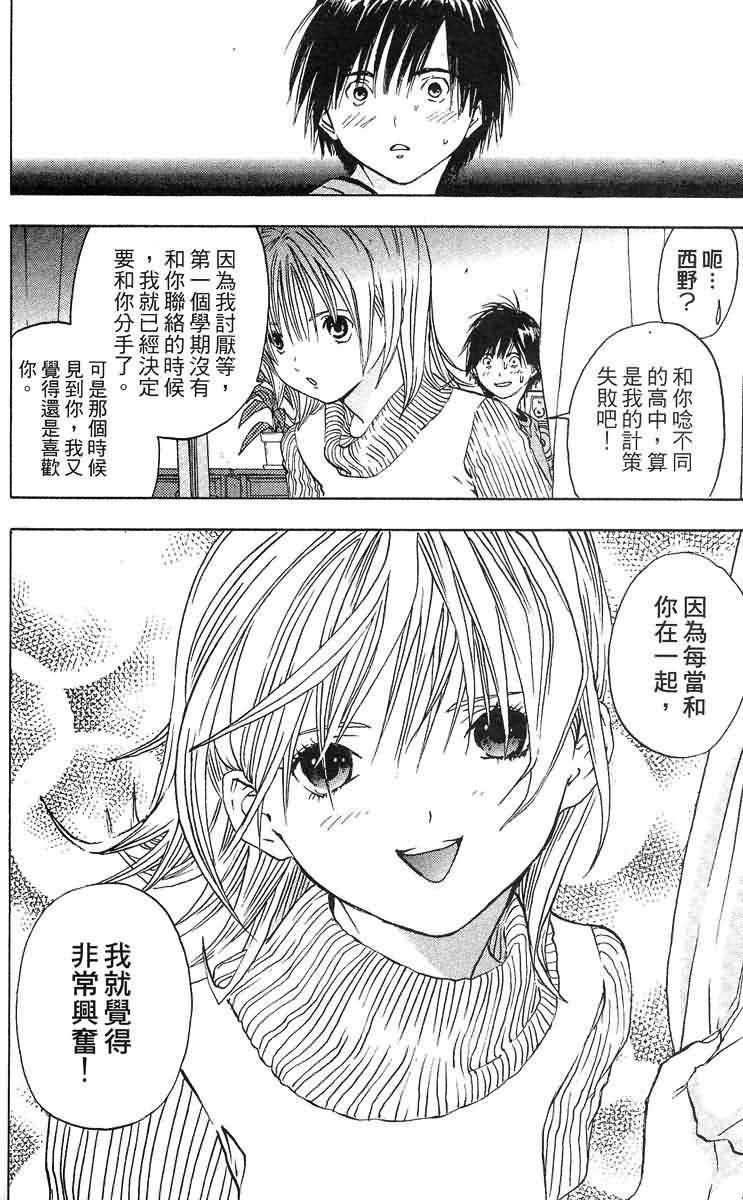 呃…
西野？
和你唸不同
的高中，算
是我的計策
失敗吧！
因為我討厭等，
第一個學期沒有
和你聯絡的時候
，我就已經決定
要和你分手了。
可是那個時候
見到你，我又
覺得還是喜歡
你。
因為每當和
你在一起，
我就覺得
非常興奮！